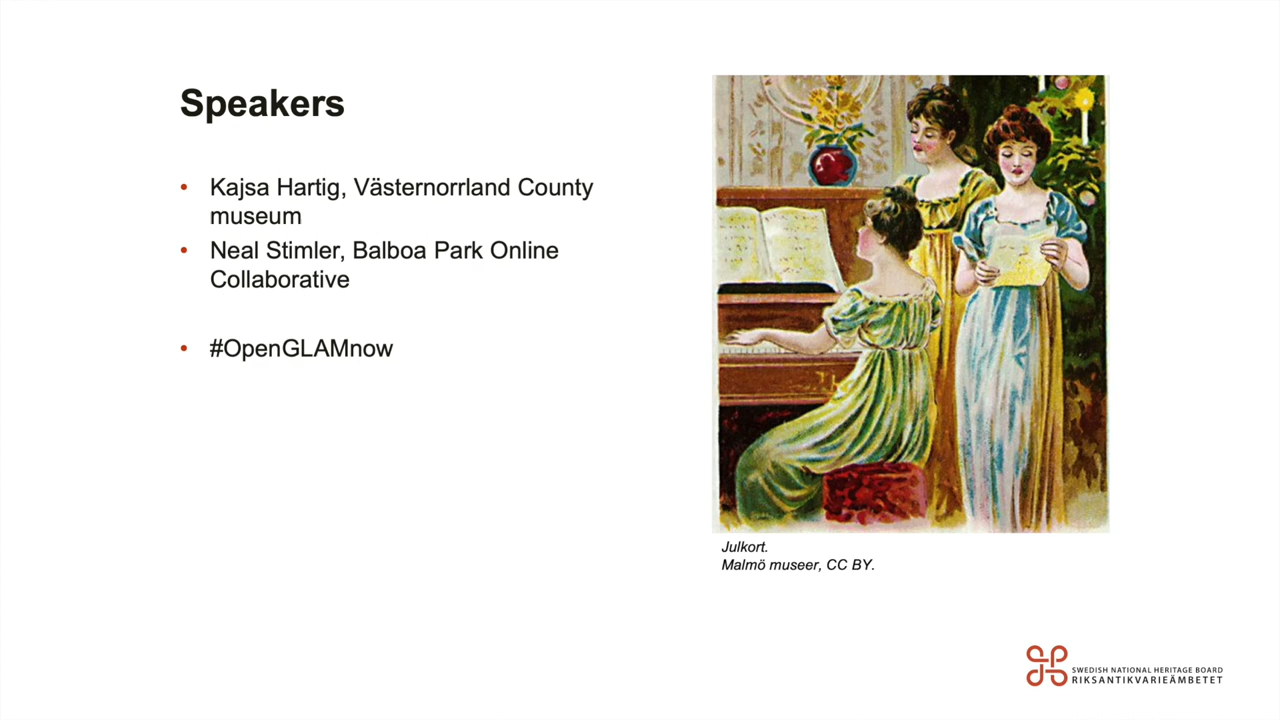 Speakers
• Kajsa Hartig, Västernorrland County
museum
• Neal Stimler, Balboa Park Online
Collaborative
• #OpenGLAMnow
Julkort.
Malmö museer, CC BY.
SWEDISH NATIONAL HERITAGE BOARD
RIKSANTIKVARIEÄMBETET